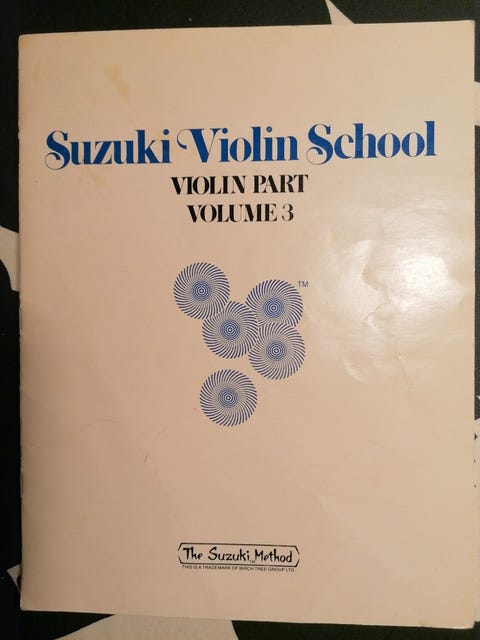 Suzuki Violin School
VIOLIN PART
VOLUME 3
TM
The Suzuki Method
THIS IS A TRADEMARK OF BIRCH TREE GROUP LTD.